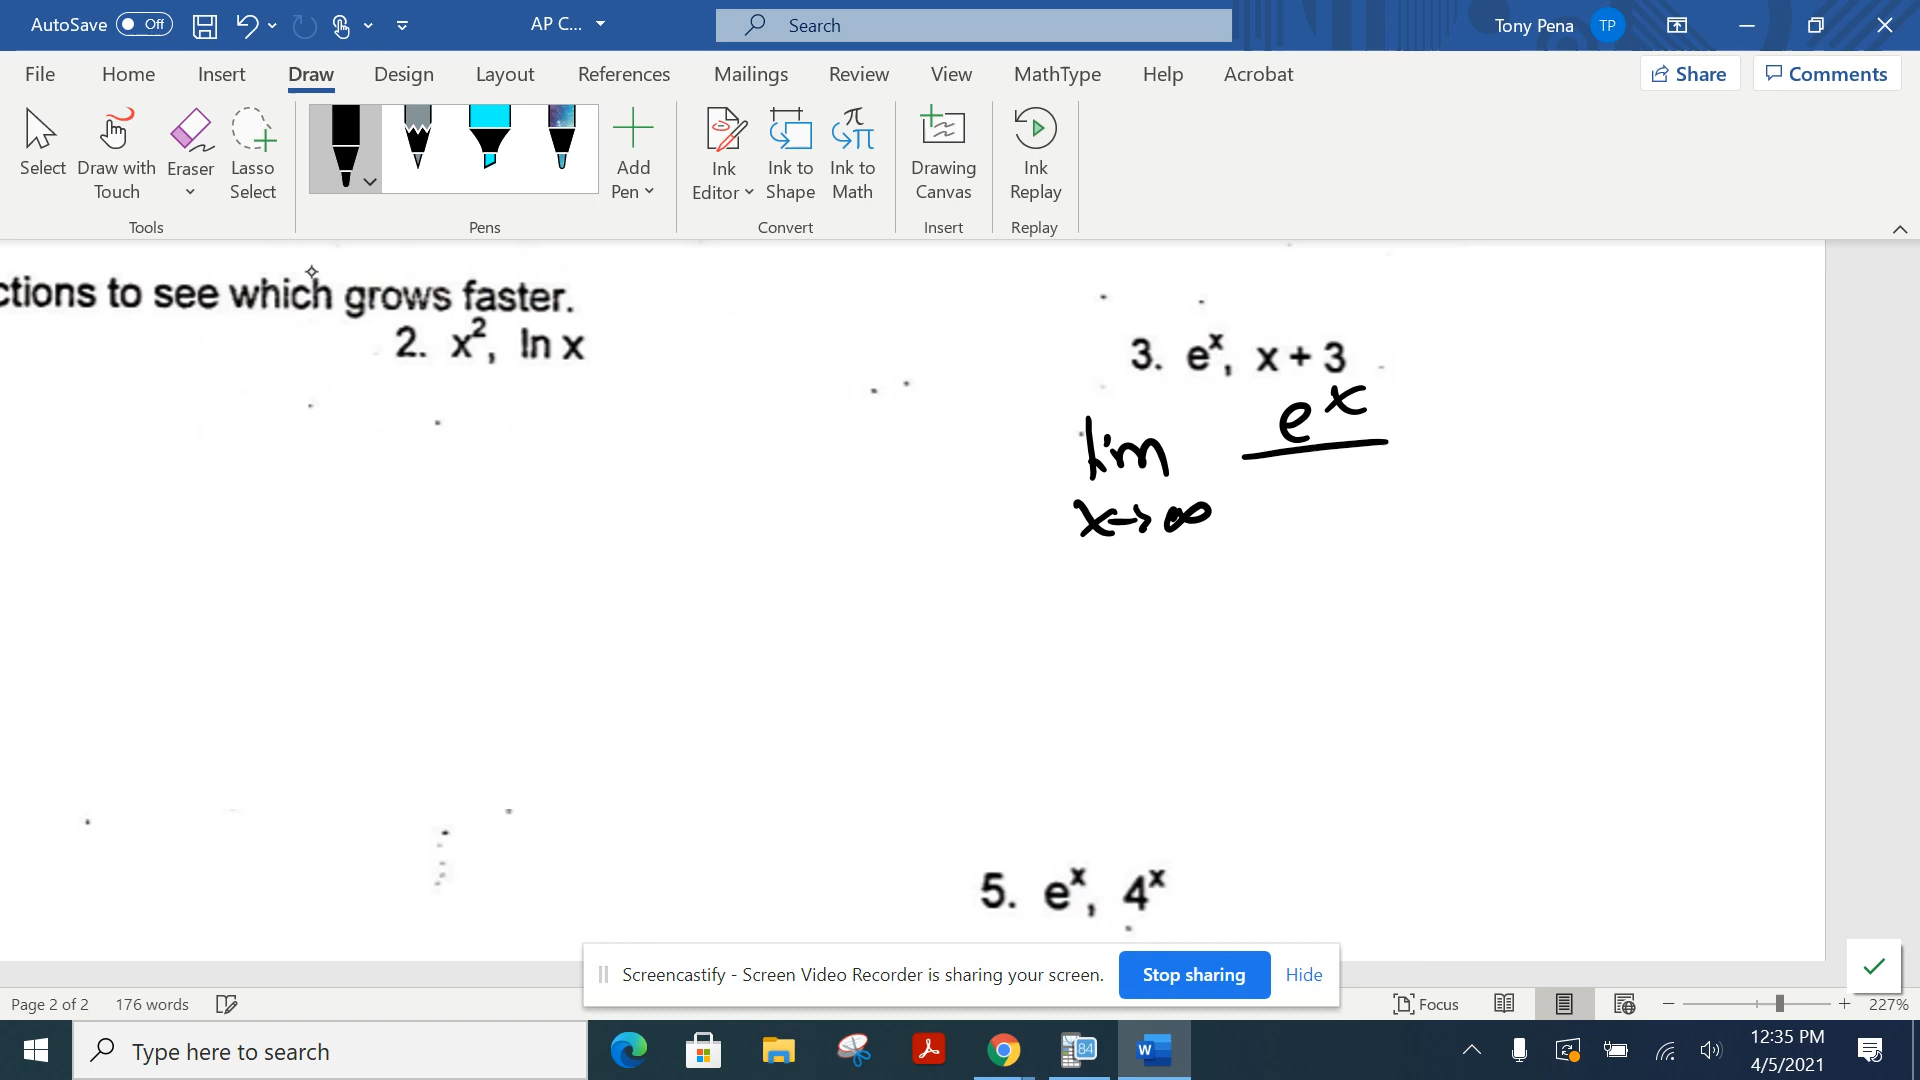 AutoSave Off AP C... Search Tony Pena TP
File Home Insert Draw Design Layout References Mailings Review View MathType Help Acrobat Share Comments
Select Draw with Touch Eraser Lasso Select Add Pen Ink Editor Ink to Shape Ink to Math Drawing Canvas Ink Replay
Tools Pens Convert Insert Replay
ctions to see which grows faster.
2. x², ln x
3. eˣ, x + 3
lim eˣ
x→∞
5. eˣ, 4ˣ
Screencastify - Screen Video Recorder is sharing your screen. Stop sharing Hide
Page 2 of 2 176 words Focus 227%
Type here to search 84 W 12:35 PM
4/5/2021